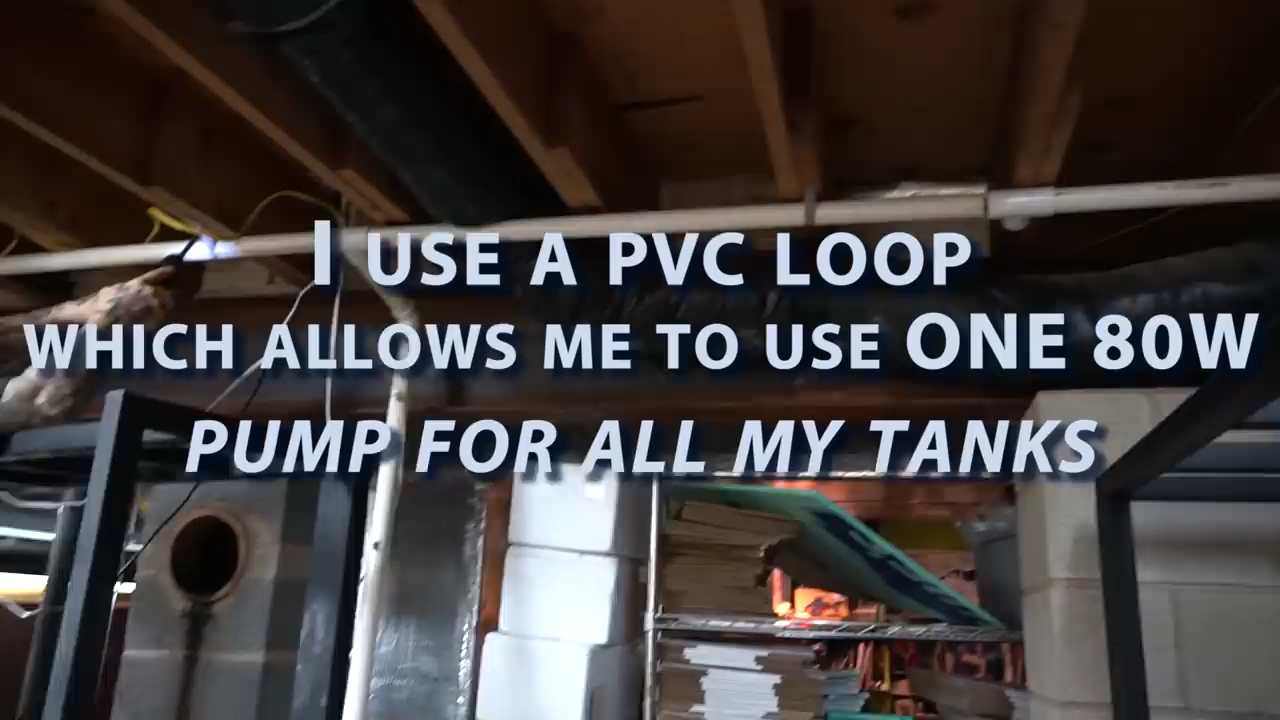 I USE A PVC LOOP
WHICH ALLOWS ME TO USE ONE 80W
PUMP FOR ALL MY TANKS